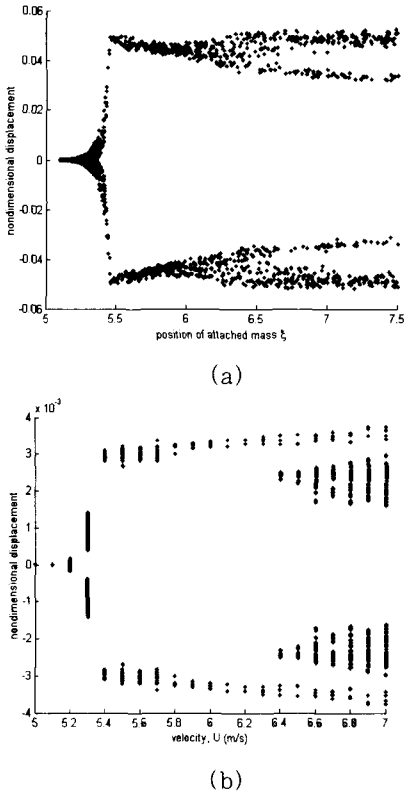 0.06
0.04
0.02
0
-0.02
-0.04
-0.06
nondimensional displacement
5 5.5 6 6.5 7 7.5
position of attached mass ξ
(a)
x 10⁻³
4
3
2
1
0
-1
-2
-3
-4
nondimensional displacement
5 5.2 5.4 5.6 5.8 6 6.2 6.4 6.6 6.8 7
velocity, U (m/s)
(b)